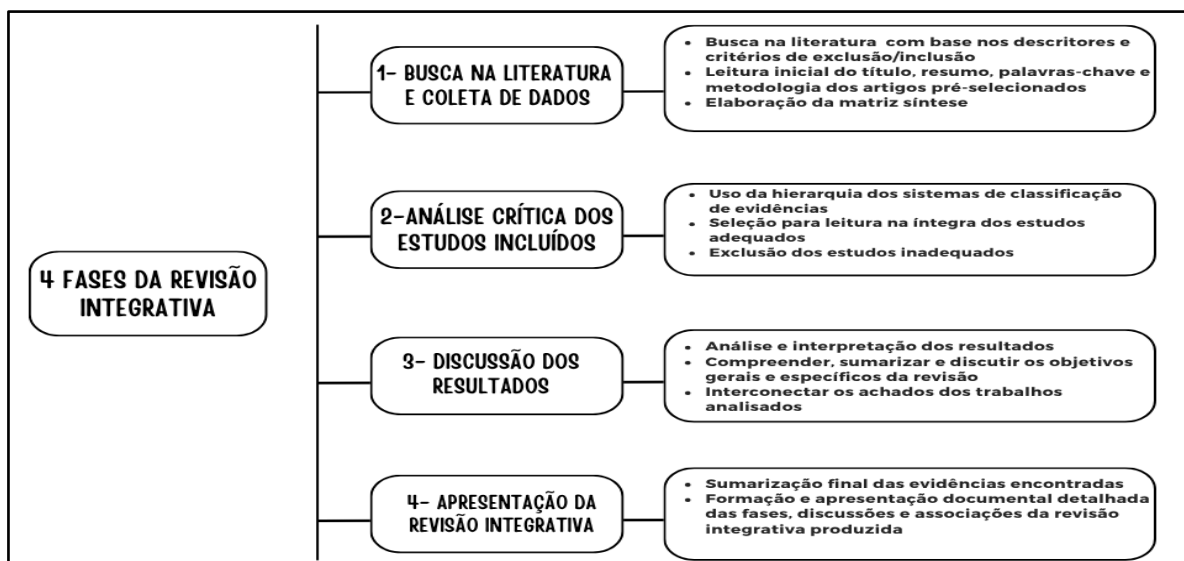 4 FASES DA REVISÃO
INTEGRATIVA
1- BUSCA NA LITERATURA
E COLETA DE DADOS
• Busca na literatura com base nos descritores e
critérios de exclusão/inclusão
• Leitura inicial do título, resumo, palavras-chave e
metodologia dos artigos pré-selecionados
• Elaboração da matriz síntese
2-ANÁLISE CRÍTICA DOS
ESTUDOS INCLUÍDOS
• Uso da hierarquia dos sistemas de classificação
de evidências
• Seleção para leitura na íntegra dos estudos
adequados
• Exclusão dos estudos inadequados
3- DISCUSSÃO DOS
RESULTADOS
• Análise e interpretação dos resultados
• Compreender, sumarizar e discutir os objetivos
gerais e específicos da revisão
• Interconectar os achados dos trabalhos
analisados
4- APRESENTAÇÃO DA
REVISÃO INTEGRATIVA
• Sumarização final das evidências encontradas
• Formação e apresentação documental detalhada
das fases, discussões e associações da revisão
integrativa produzida